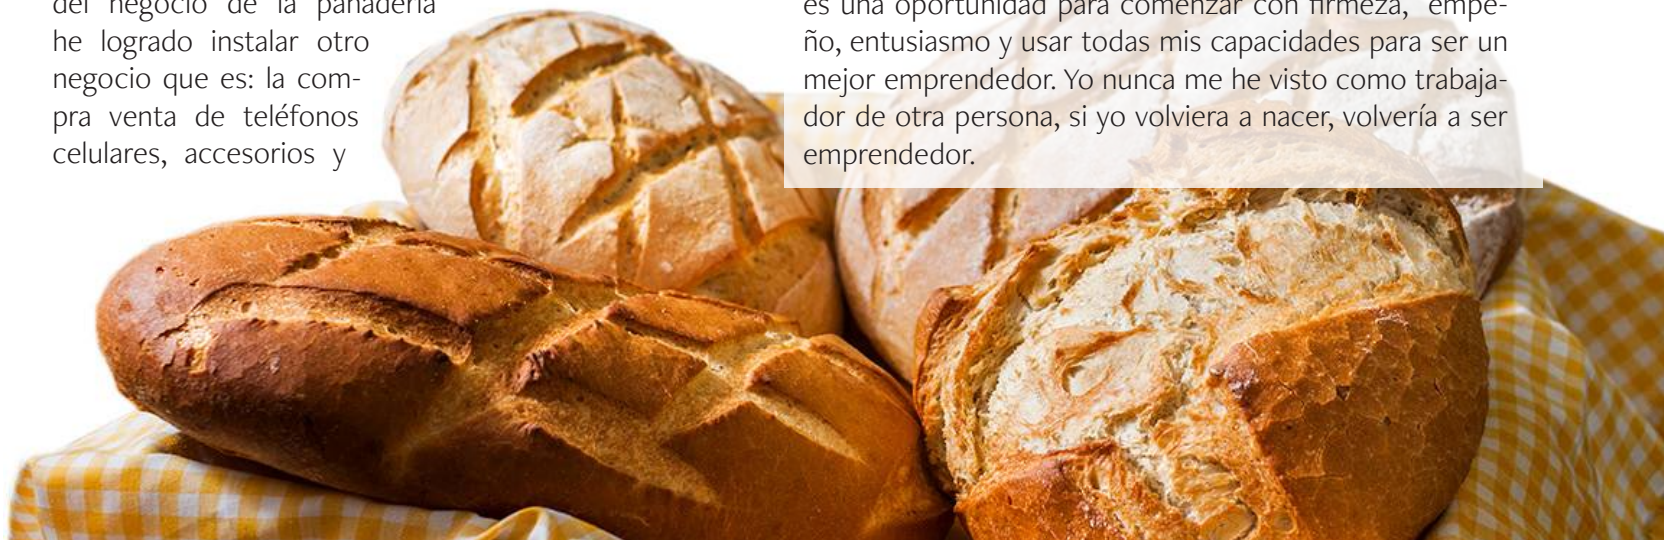 del negocio de la panadería
he logrado instalar otro
negocio que es: la com-
pra venta de teléfonos
celulares, accesorios y
es una oportunidad para comenzar con firmeza, empe-
ño, entusiasmo y usar todas mis capacidades para ser un
mejor emprendedor. Yo nunca me he visto como trabaja-
dor de otra persona, si yo volviera a nacer, volvería a ser
emprendedor.